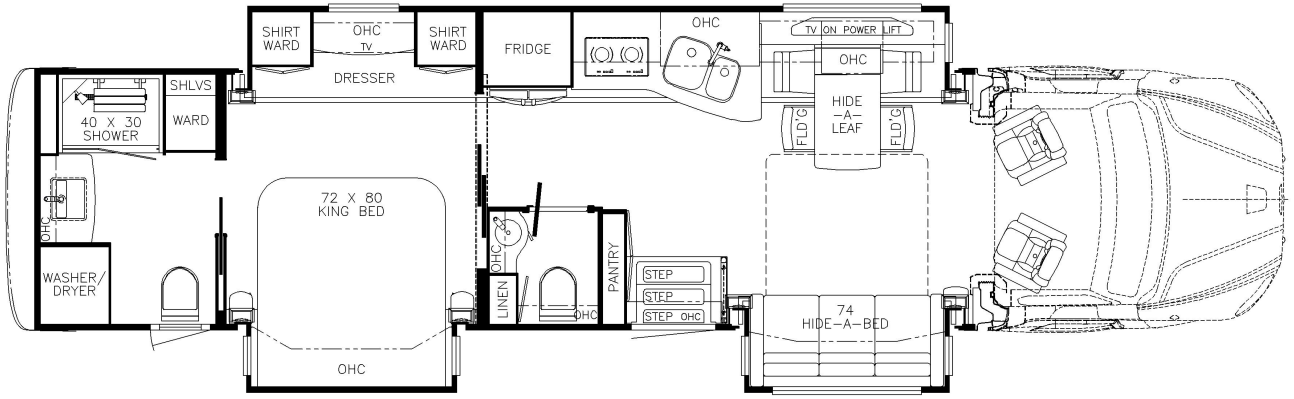 SHIRT
WARD
OHC
TV
SHIRT
WARD
DRESSER
FRIDGE
OHC
TV ON POWER LIFT
OHC
HIDE
-A-
LEAF
FLD'G
FLD'G
SHLVS
WARD
40 X 30
SHOWER
OHC
WASHER/
DRYER
72 X 80
KING BED
OHC
OHC
LINEN
OHC
PANTRY
STEP
STEP
STEP OHC
74
HIDE-A-BED